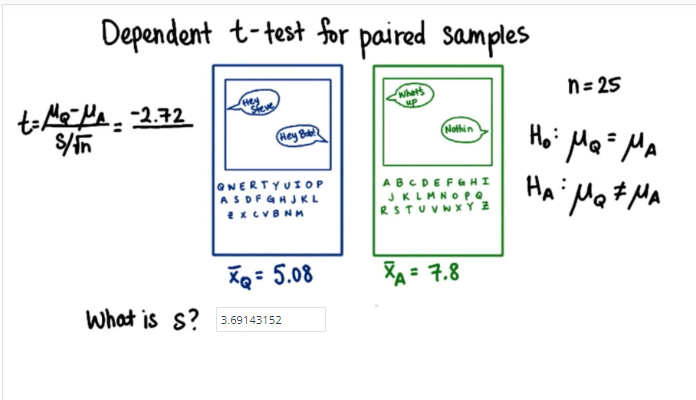 Dependent t-test for paired samples
t = μQ - μA / S/√n = -2.72
Hey Steve
Hey Bob!
QWERTYUIOP
ASDFGHJKL
ZXCVBNM
x̄Q = 5.08
What's up
Nothin
ABCDEFGHI
JKLMNOPQ
RSTUVWXYZ
x̄A = 7.8
n=25
H₀: μQ = μA
HA: μQ ≠ μA
What is S? 3.69143152